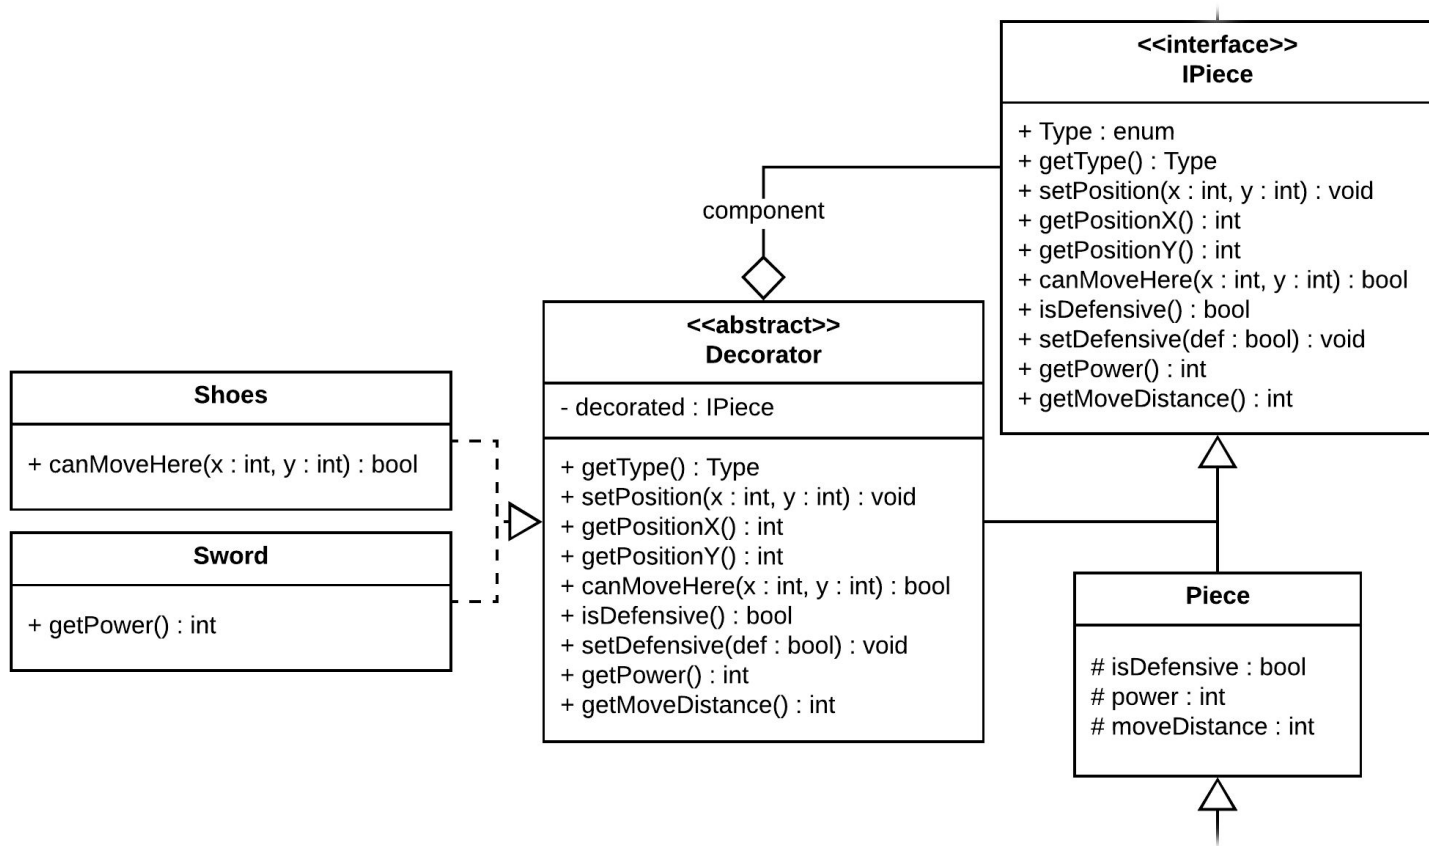 <<interface>>
IPiece
+ Type : enum
+ getType() : Type
+ setPosition(x : int, y : int) : void
+ getPositionX() : int
+ getPositionY() : int
+ canMoveHere(x : int, y : int) : bool
+ isDefensive() : bool
+ setDefensive(def : bool) : void
+ getPower() : int
+ getMoveDistance() : int
component
<<abstract>>
Decorator
- decorated : IPiece
+ getType() : Type
+ setPosition(x : int, y : int) : void
+ getPositionX() : int
+ getPositionY() : int
+ canMoveHere(x : int, y : int) : bool
+ isDefensive() : bool
+ setDefensive(def : bool) : void
+ getPower() : int
+ getMoveDistance() : int
Shoes
+ canMoveHere(x : int, y : int) : bool
Sword
+ getPower() : int
Piece
# isDefensive : bool
# power : int
# moveDistance : int